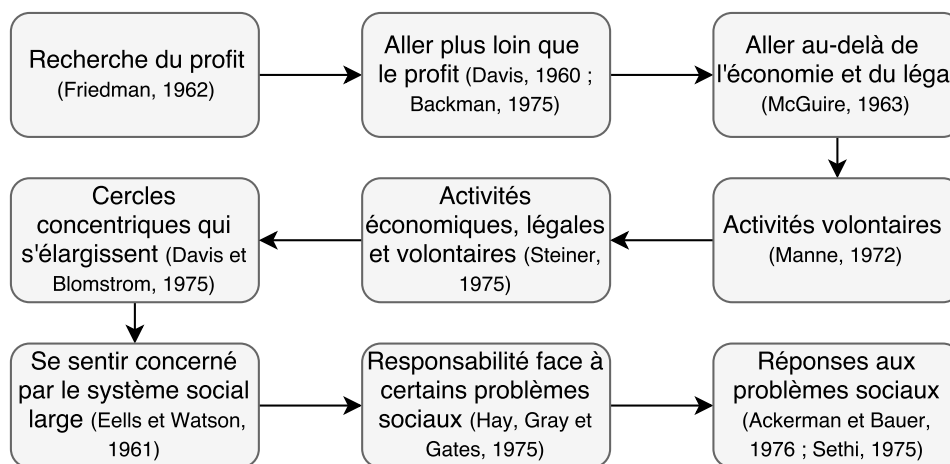 Recherche du profit
(Friedman, 1962)
Aller plus loin que
le profit (Davis, 1960 ;
Backman, 1975)
Aller au-delà de
l'économie et du léga
(McGuire, 1963)
Cercles
concentriques qui
s'élargissent (Davis et
Blomstrom, 1975)
Activités
économiques, légales
et volontaires (Steiner,
1975)
Activités volontaires
(Manne, 1972)
Se sentir concerné
par le système social
large (Eells et Watson,
1961)
Responsabilité face à
certains problèmes
sociaux (Hay, Gray et
Gates, 1975)
Réponses aux
problèmes sociaux
(Ackerman et Bauer,
1976 ; Sethi, 1975)